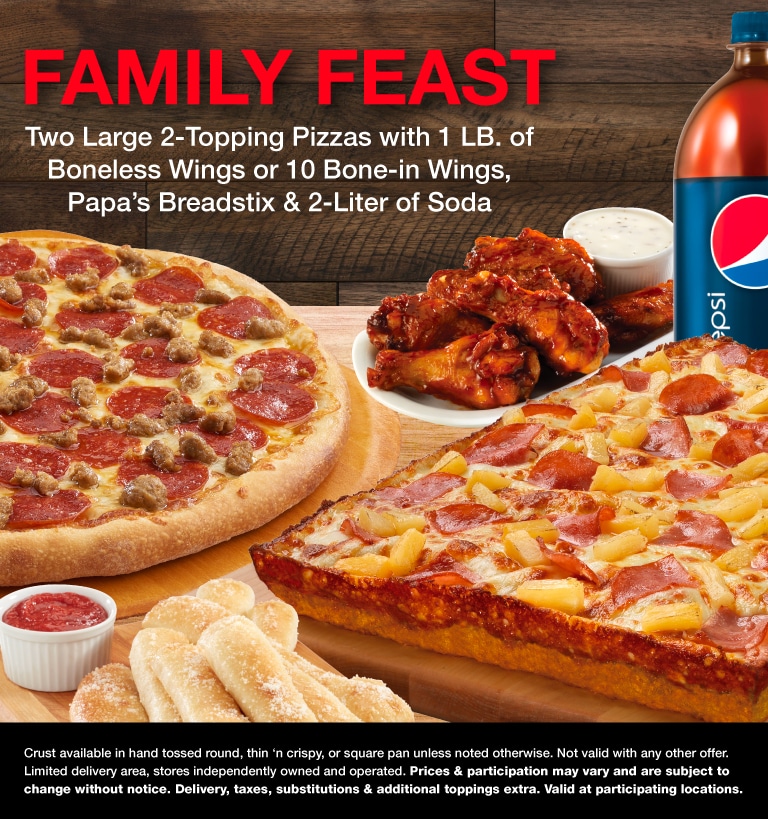 FAMILY FEAST
Two Large 2-Topping Pizzas with 1 LB. of
Boneless Wings or 10 Bone-in Wings,
Papa's Breadstix & 2-Liter of Soda
epsi
Crust available in hand tossed round, thin ‘n crispy, or square pan unless noted otherwise. Not valid with any other offer.
Limited delivery area, stores independently owned and operated. Prices & participation may vary and are subject to
change without notice. Delivery, taxes, substitutions & additional toppings extra. Valid at participating locations.